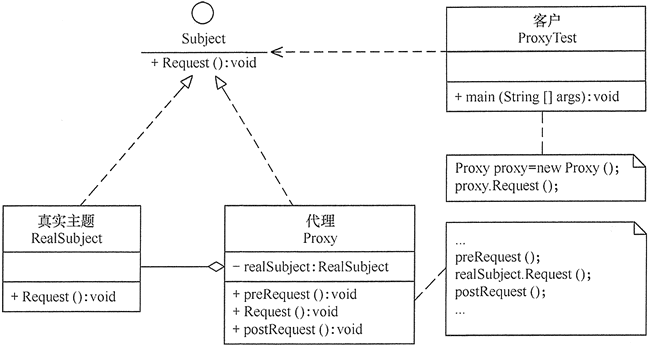 Subject
+ Request ( ) : void
客户
ProxyTest
+ main (String [ ] args) : void
Proxy proxy=new Proxy ( );
proxy.Request ( );
真实主题
RealSubject
+ Request ( ) : void
代理
Proxy
- realSubject : RealSubject
+ preRequest ( ) : void
+ Request ( ) : void
+ postRequest ( ) : void
...
preRequest ( );
realSubject.Request ( );
postRequest ( );
...